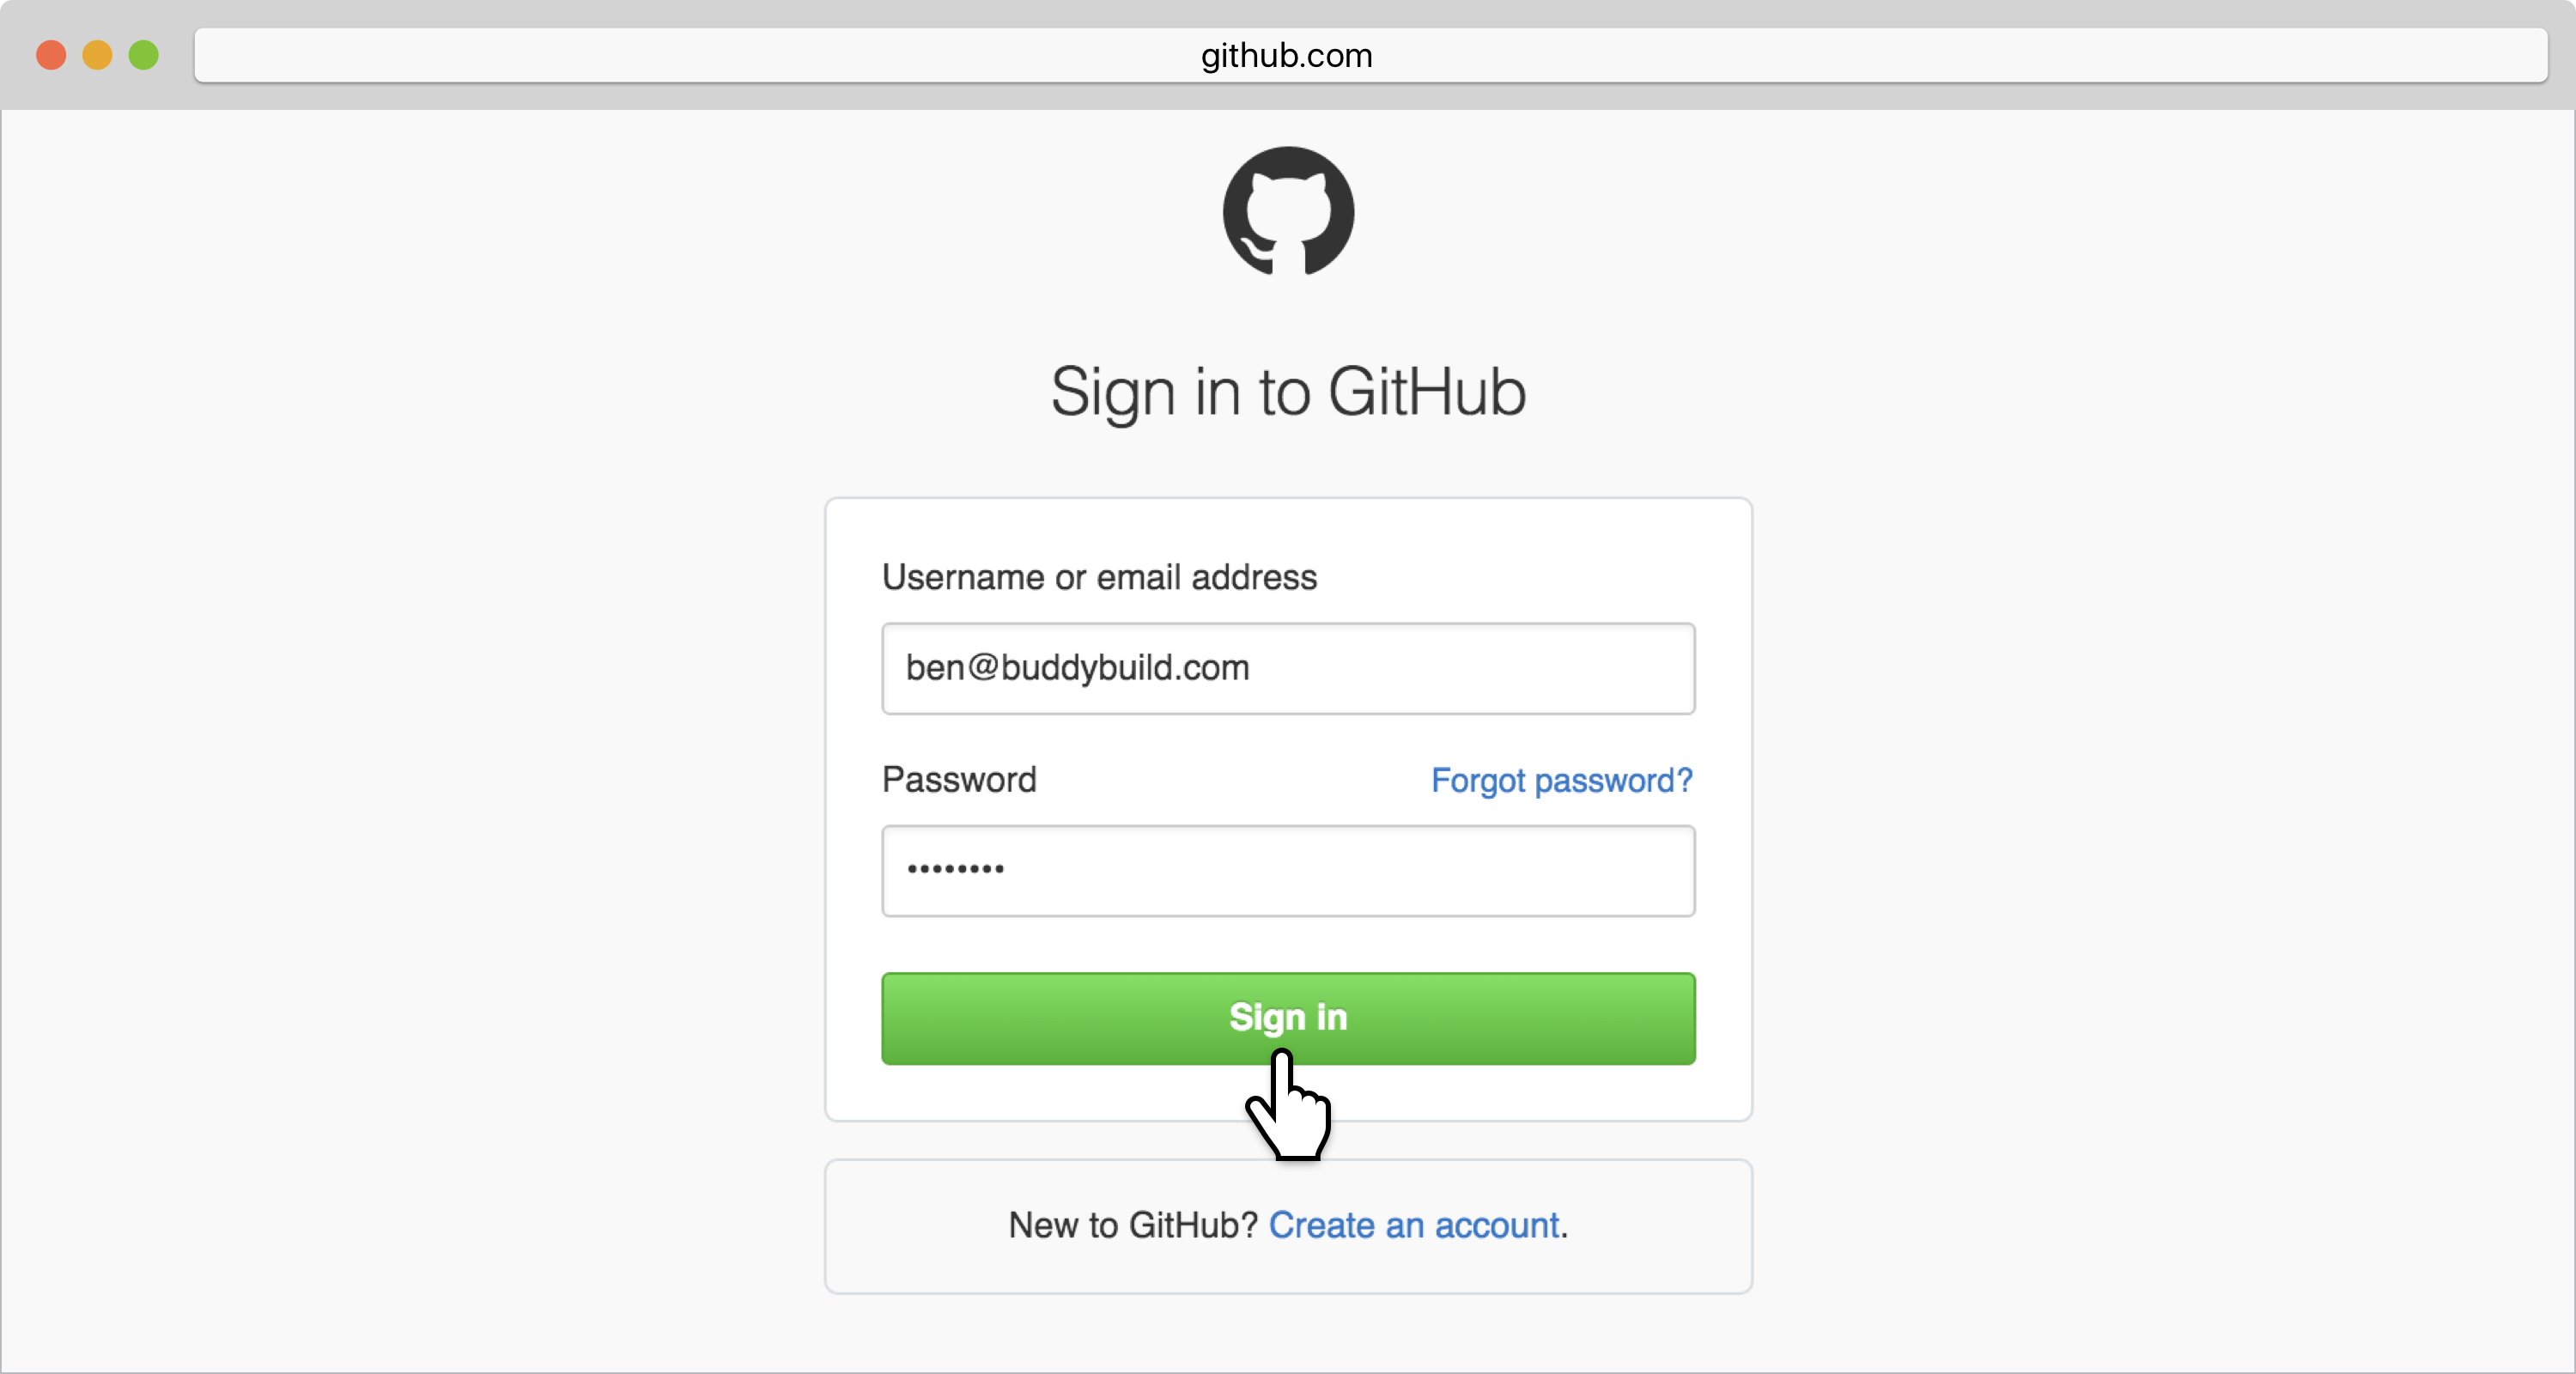 github.com
Sign in to GitHub
Username or email address
ben@buddybuild.com
Password Forgot password?
••••••••
Sign in
New to GitHub? Create an account.